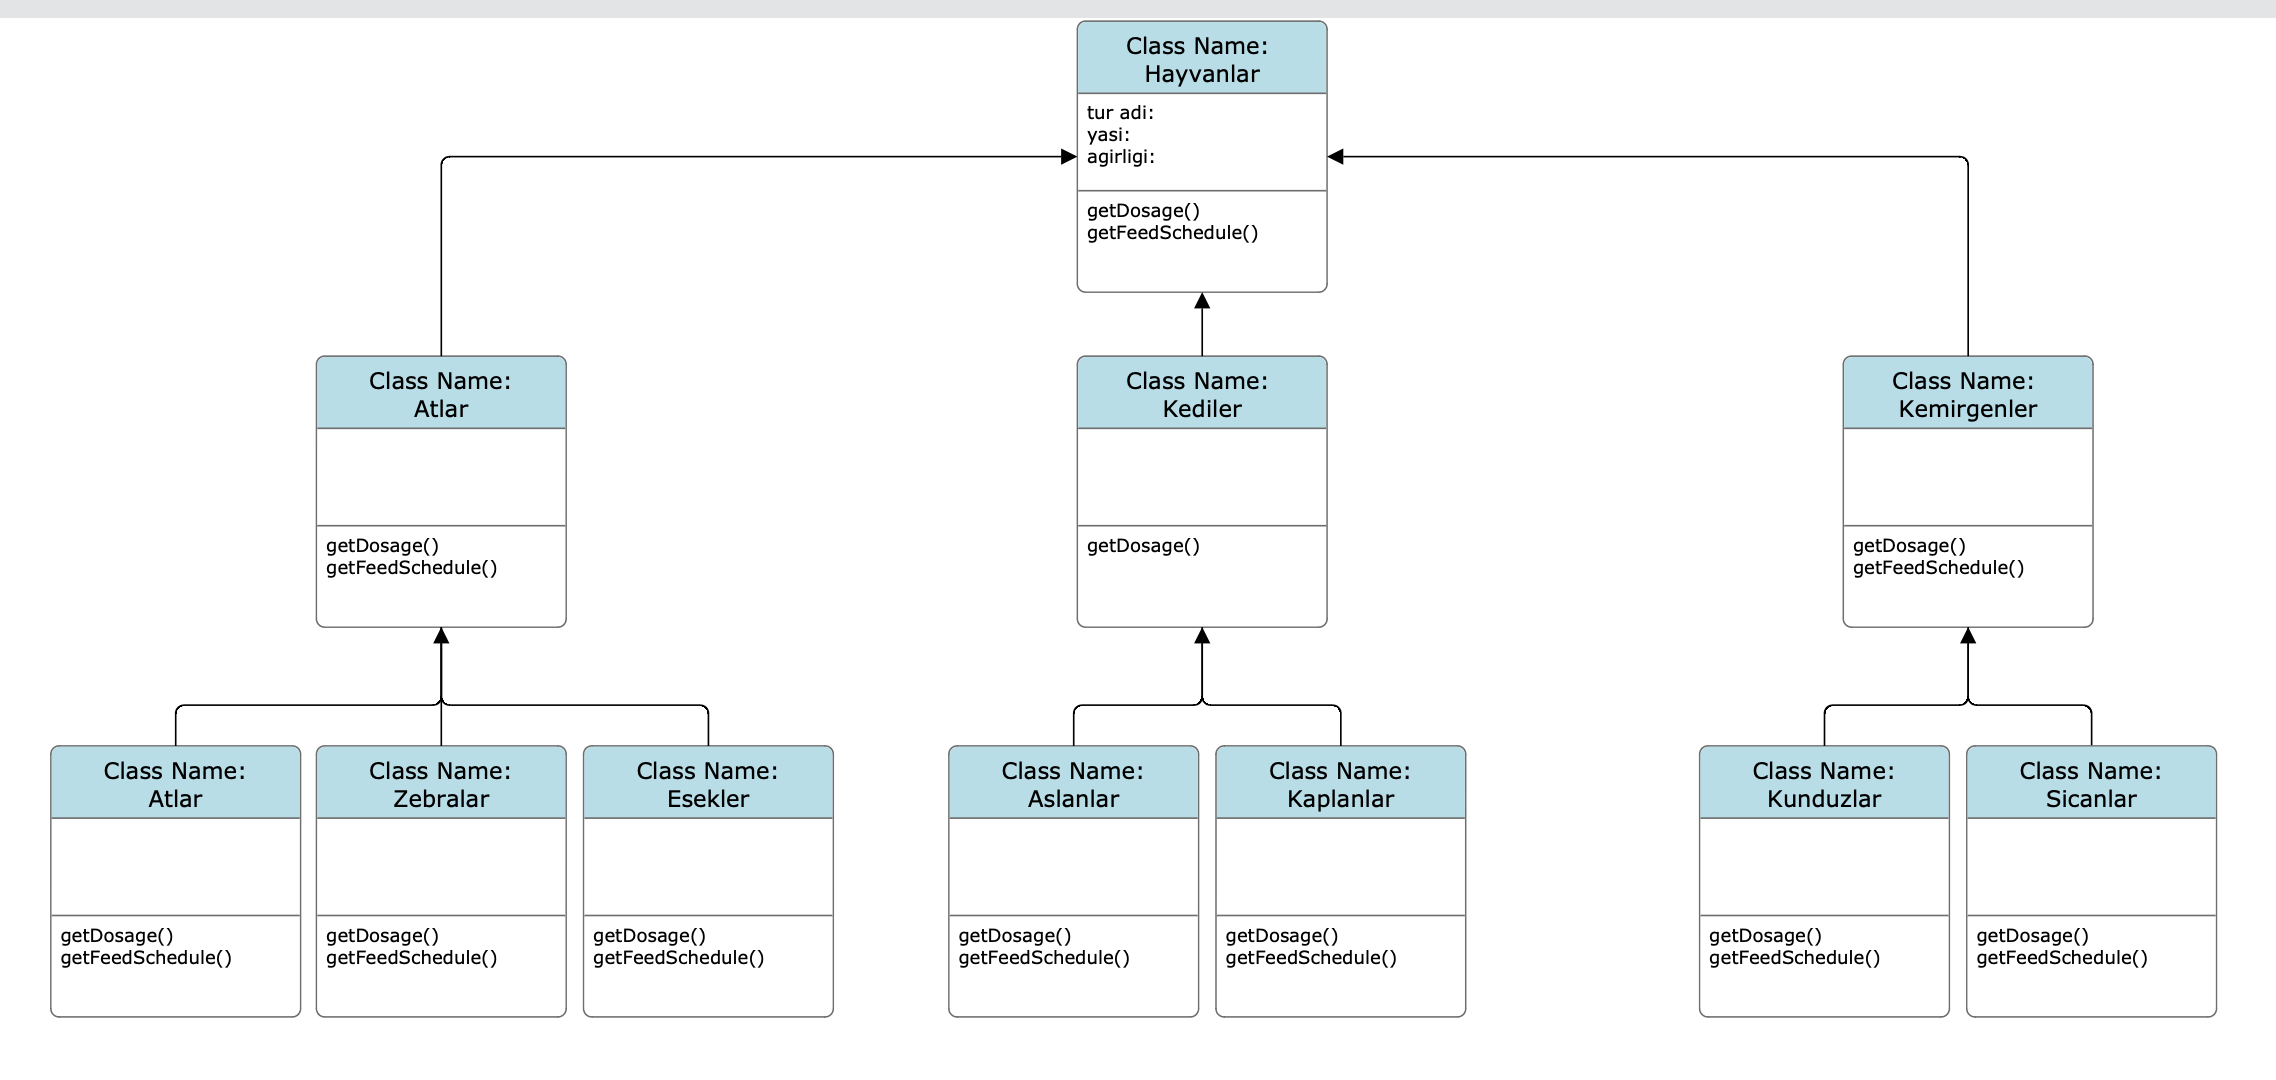 Class Name:
Hayvanlar
tur adi:
yasi:
agirligi:
getDosage()
getFeedSchedule()
Class Name:
Atlar
getDosage()
getFeedSchedule()
Class Name:
Kediler
getDosage()
Class Name:
Kemirgenler
getDosage()
getFeedSchedule()
Class Name:
Atlar
getDosage()
getFeedSchedule()
Class Name:
Zebralar
getDosage()
getFeedSchedule()
Class Name:
Esekler
getDosage()
getFeedSchedule()
Class Name:
Aslanlar
getDosage()
getFeedSchedule()
Class Name:
Kaplanlar
getDosage()
getFeedSchedule()
Class Name:
Kunduzlar
getDosage()
getFeedSchedule()
Class Name:
Sicanlar
getDosage()
getFeedSchedule()